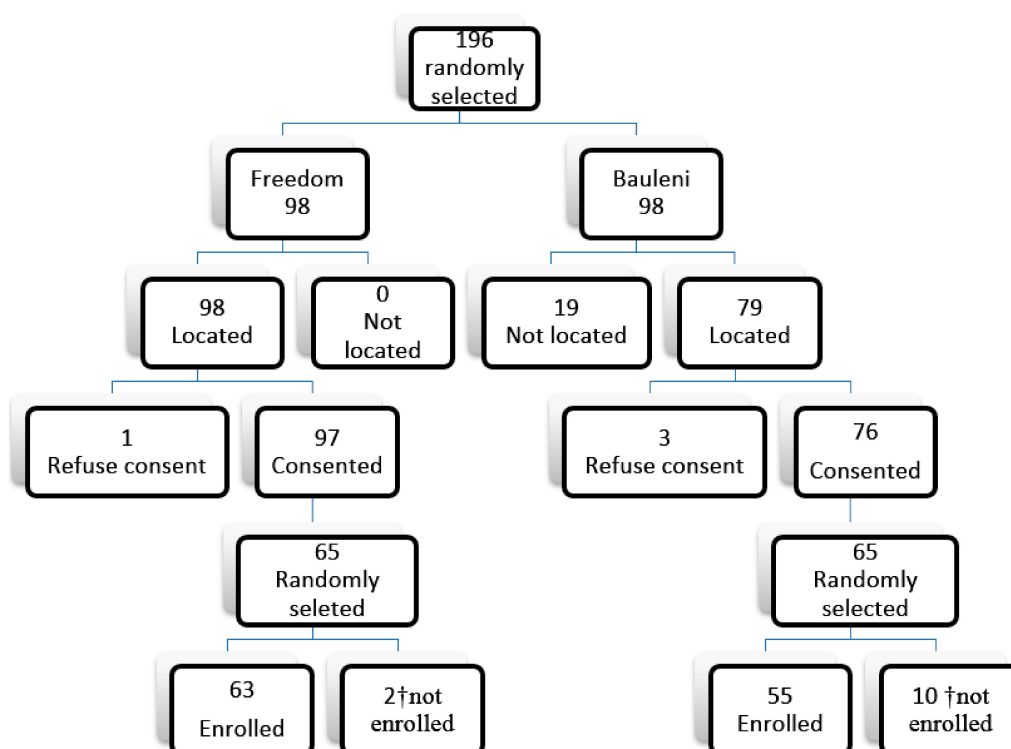 196
randomly
selected
Freedom
98
Bauleni
98
98
Located
0
Not
located
19
Not located
79
Located
1
Refuse consent
97
Consented
3
Refuse consent
76
Consented
65
Randomly
seleted
65
Randomly
selected
63
Enrolled
2†not
enrolled
55
Enrolled
10 †not
enrolled